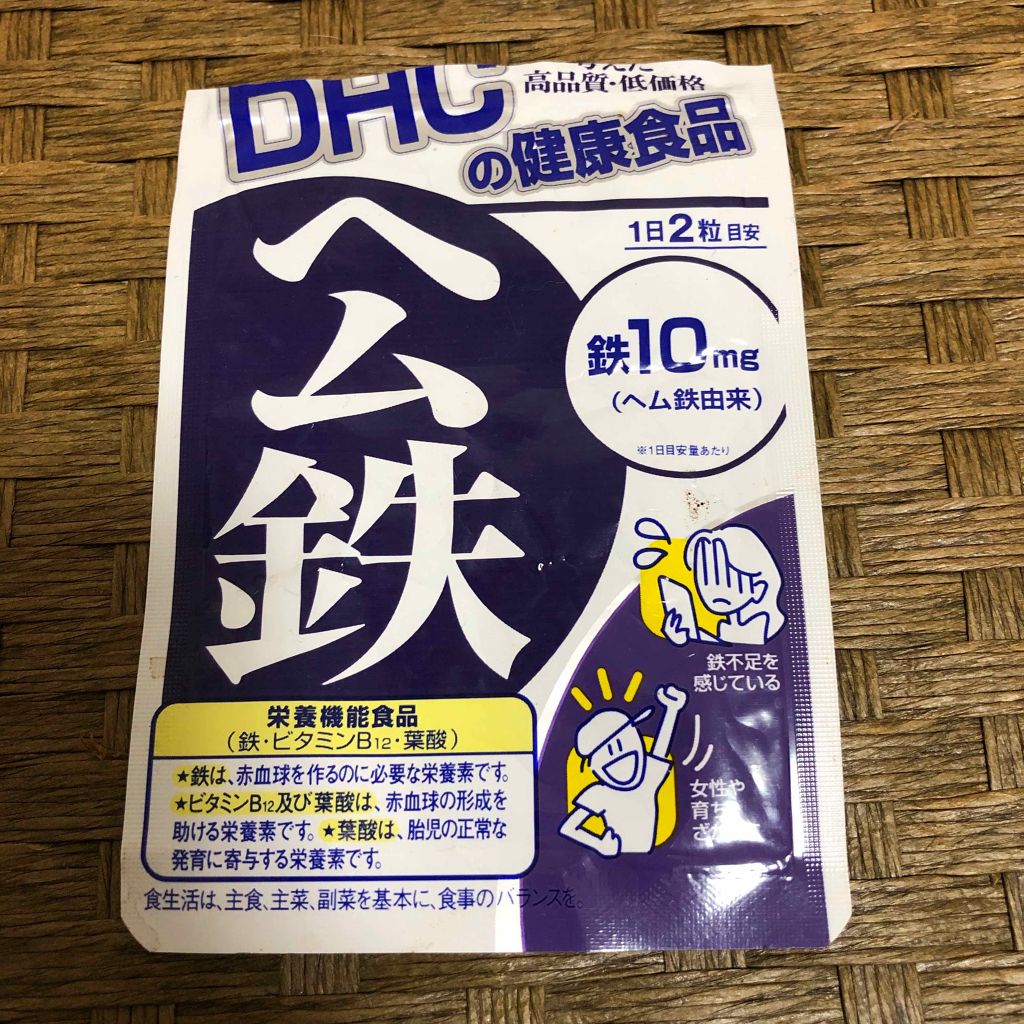 DHC
高品質・低価格
の健康食品
1日2粒目安
ヘム鉄
鉄10mg
(ヘム鉄由来)
※1日目安量あたり
鉄不足を
感じている
女性や
栄養機能食品
(鉄・ビタミンB12・葉酸)
★鉄は、赤血球を作るのに必要な栄養素です。
★ビタミンB12及び葉酸は、赤血球の形成を
助ける栄養素です。★葉酸は、胎児の正常な
発育に寄与する栄養素です。
食生活は、主食、主菜、副菜を基本に、食事のバランスを。